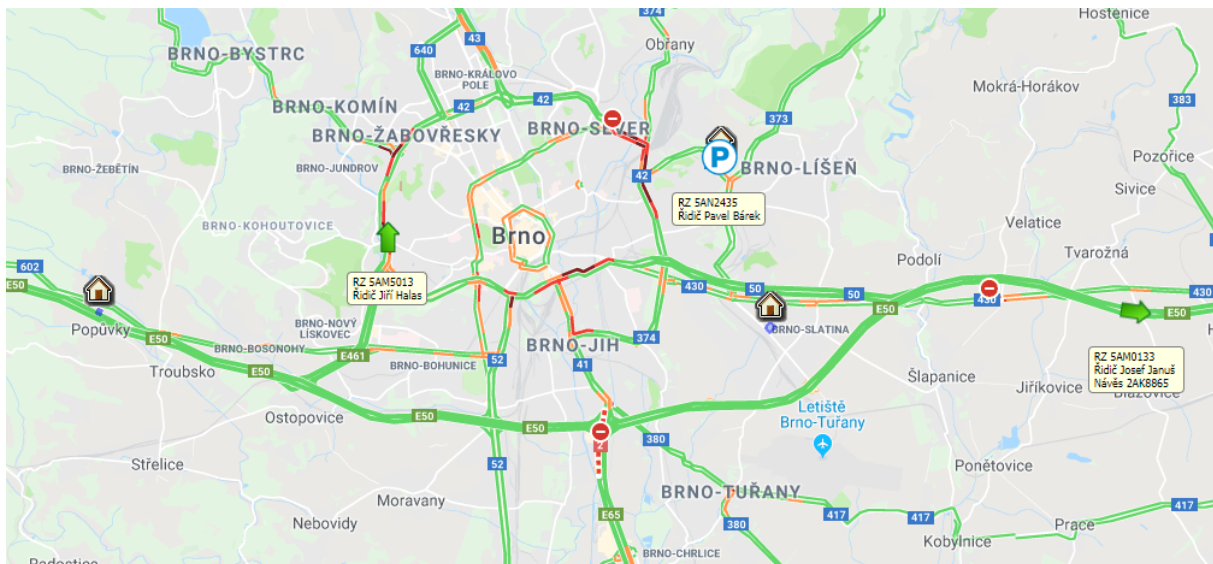 Hostěnice
374
43
Obřany
640
BRNO-BYSTRC
BRNO-KRÁLOVO
POLE
Mokrá-Horákov
383
BRNO-KOMÍN
42
42
373
BRNO-ŽABOVŘESKY
BRNO-SEVER
Pozořice
BRNO-ŽEBĚTÍN
BRNO-JUNDROV
P
BRNO-LÍŠEŇ
42
Sivice
RZ 5AN2435
Řidič Pavel Bárek
Velatice
BRNO-KOHOUTOVICE
Brno
Tvarožná
Podolí
602
E50
RZ 5AM5013
Řidič Jiří Halas
430
50
50
430
E50
E50
Popůvky
BRNO-SLATINA
BRNO-NOVÝ
LÍSKOVEC
E50
BRNO-BOSONOHY
E461
BRNO-JIH
374
52
41
BRNO-BOHUNICE
RZ 5AM0133
Řidič Josef Januš
Návěs 2AK8865
Troubsko
E50
Šlapanice
Jiříkovice
Blažovice
Ostopovice
E50
Letiště
Brno-Tuřany
380
Střelice
52
Ponětovice
Moravany
BRNO-TUŘANY
Nebovidy
E65
380
417
417
Prace
417
Kobylnice
BRNO-CHRLICE